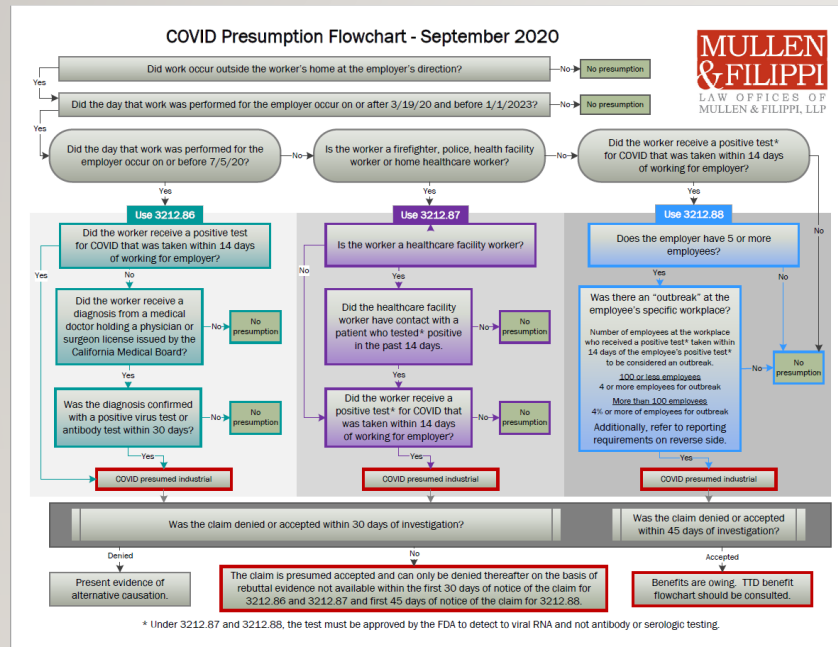 COVID Presumption Flowchart - September 2020
MULLEN
&FILIPPI
LAW OFFICES OF
MULLEN & FILIPPI, LLP
Did work occur outside the worker's home at the employer's direction?
No
No presumption
Yes
Did the day that work was performed for the employer occur on or after 3/19/20 and before 1/1/2023?
No
No presumption
Yes
Did the day that work was performed for the
employer occur on or before 7/5/20?
No
Is the worker a firefighter, police, health facility
worker or home healthcare worker?
No
Did the worker receive a positive test*
for COVID that was taken within 14 days
of working for employer?
Yes
Yes
Yes
No
Use 3212.86
Did the worker receive a positive test
for COVID that was taken within 14 days
of working for employer?
Yes
No
Did the worker receive a
diagnosis from a medical
doctor holding a physician or
surgeon license issued by the
California Medical Board?
No
No
presumption
Yes
Was the diagnosis confirmed
with a positive virus test or
antibody test within 30 days?
No
No
presumption
Yes
COVID presumed industrial
Use 3212.87
Is the worker a healthcare facility worker?
No
Yes
Did the healthcare facility
worker have contact with a
patient who tested* positive
in the past 14 days.
No
No
presumption
Yes
Did the worker receive a
positive test* for COVID that
was taken within 14 days
of working for employer?
No
No
presumption
Yes
COVID presumed industrial
Use 3212.88
Does the employer have 5 or more
employees?
Yes
No
Was there an "outbreak" at the
employee's specific workplace?
Number of employees at the workplace
who received a positive test* taken within
14 days of the employee's positive test*
to be considered an outbreak.
100 or less employees
4 or more employees for outbreak
More than 100 employees
4% or more of employees for outbreak
Additionally, refer to reporting
requirements on reverse side.
No
No
presumption
Yes
COVID presumed industrial
Was the claim denied or accepted within 30 days of investigation?
Was the claim denied or accepted
within 45 days of investigation?
Denied
No
Accepted
Present evidence of
alternative causation.
The claim is presumed accepted and can only be denied thereafter on the basis of
rebuttal evidence not available within the first 30 days of notice of the claim for
3212.86 and 3212.87 and first 45 days of notice of the claim for 3212.88.
Benefits are owing. TTD benefit
flowchart should be consulted.
* Under 3212.87 and 3212.88, the test must be approved by the FDA to detect to viral RNA and not antibody or serologic testing.